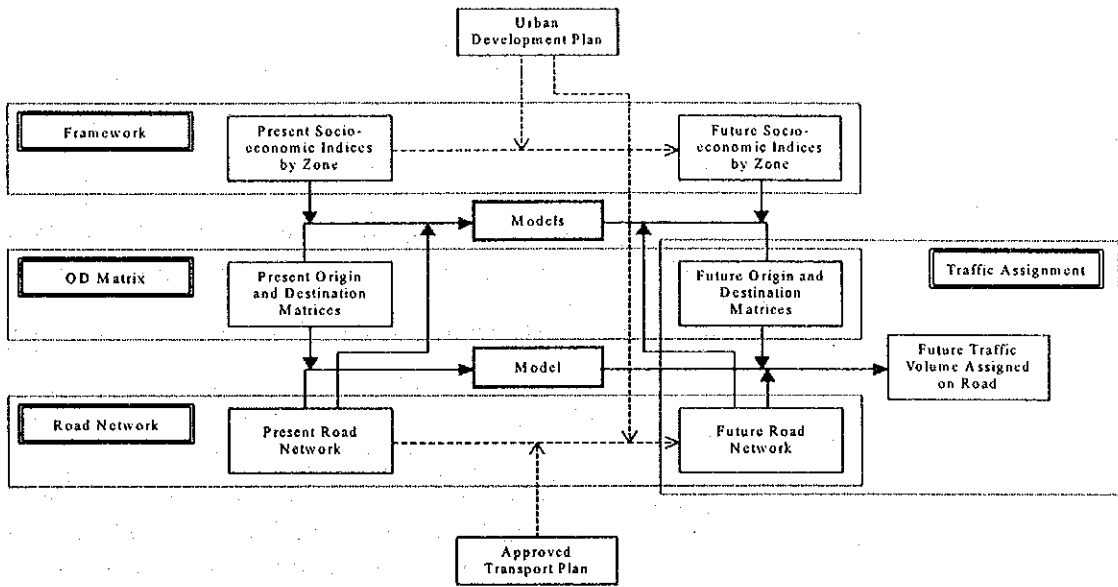 Urban
Development Plan
Framework
Present Socio-
economic Indices
by Zone
Future Socio-
economic Indices
by Zone
Models
OD Matrix
Present Origin
and Destination
Matrices
Future Origin and
Destination
Matrices
Traffic Assignment
Model
Future Traffic
Volume Assigned
on Road
Road Network
Present Road
Network
Future Road
Network
Approved
Transport Plan